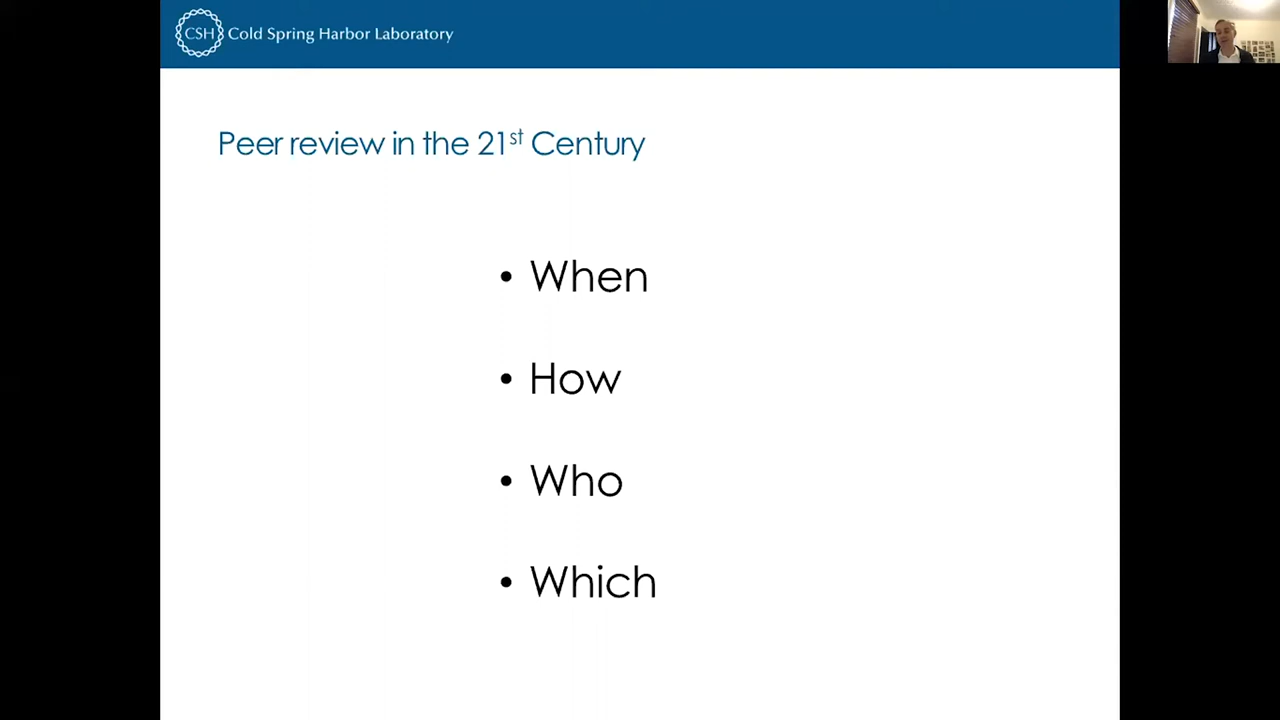 CSH Cold Spring Harbor Laboratory
Peer review in the 21st Century
• When
• How
• Who
• Which